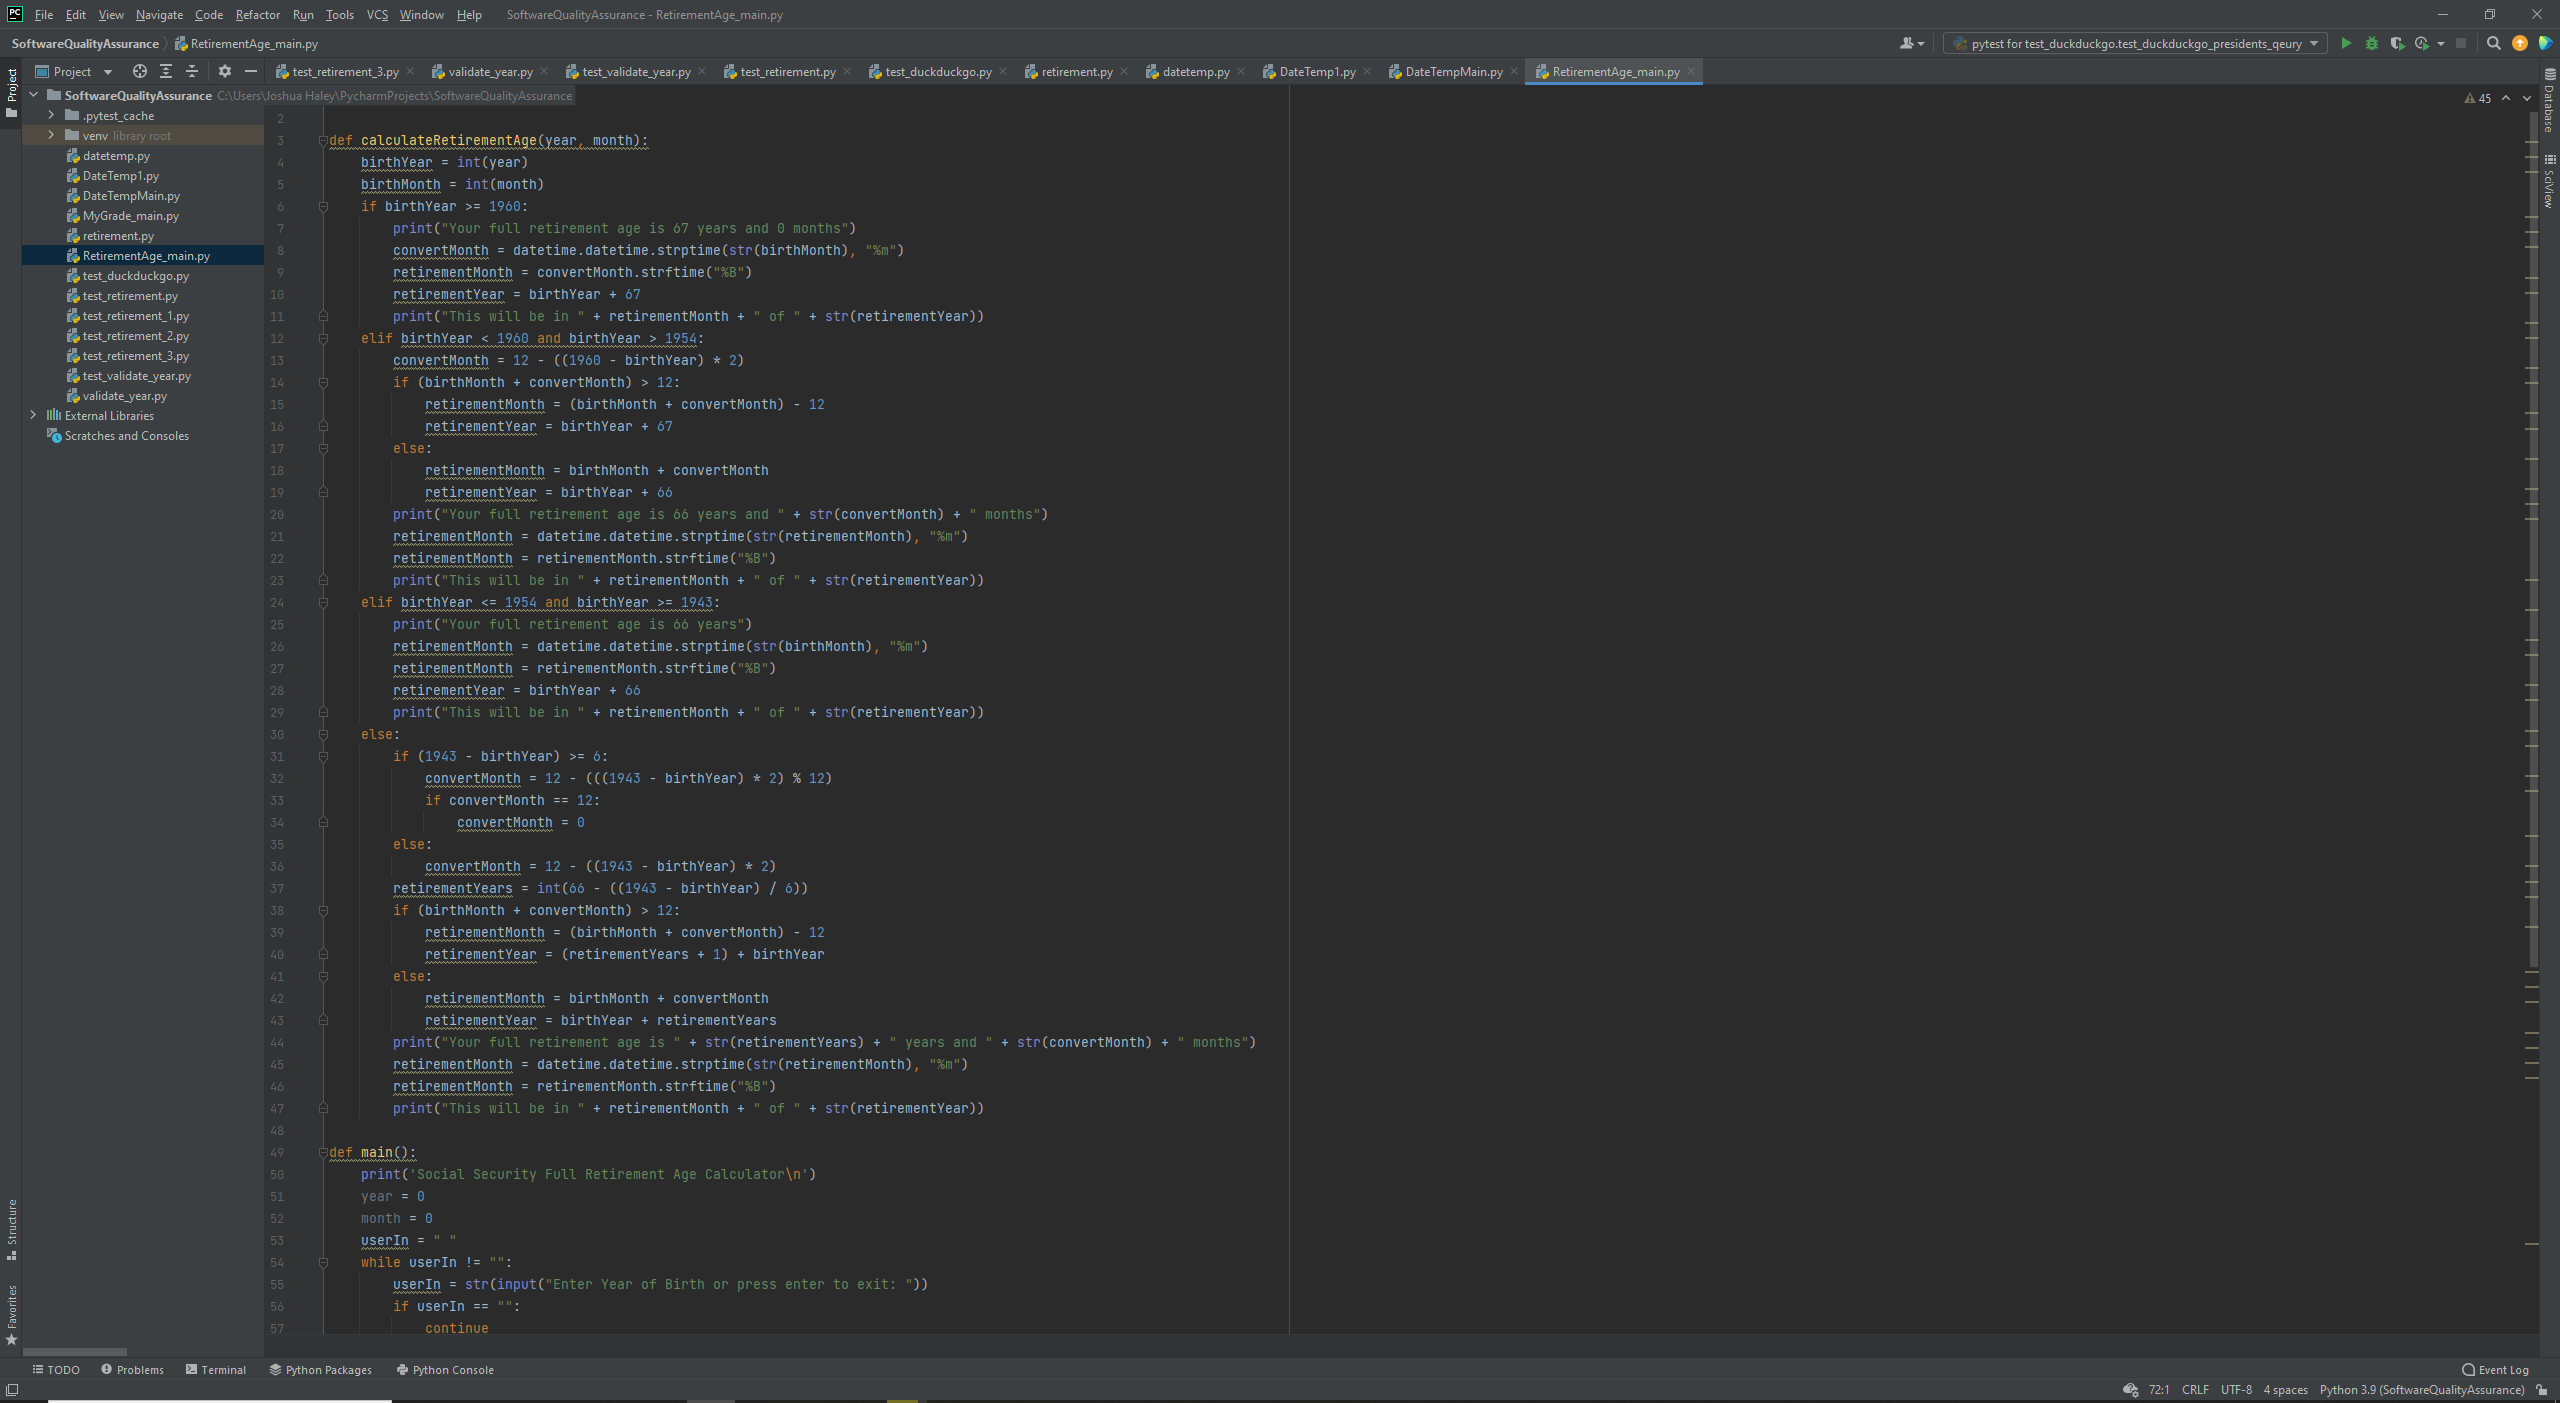 PC File Edit View Navigate Code Refactor Run Tools VCS Window Help SoftwareQualityAssurance - RetirementAge_main.py
SoftwareQualityAssurance RetirementAge_main.py pytest for test_duckduckgo.test_duckduckgo_presidents_qeury
Project test_retirement_3.py validate_year.py test_validate_year.py test_retirement.py test_duckduckgo.py retirement.py datetemp.py DateTemp1.py DateTempMain.py RetirementAge_main.py
Project
SoftwareQualityAssurance C:\Users\Joshua Haley\PycharmProjects\SoftwareQualityAssurance
.pytest_cache
venv library root
datetemp.py
DateTemp1.py
DateTempMain.py
MyGrade_main.py
retirement.py
RetirementAge_main.py
test_duckduckgo.py
test_retirement.py
test_retirement_1.py
test_retirement_2.py
test_retirement_3.py
test_validate_year.py
validate_year.py
External Libraries
Scratches and Consoles
Structure
Favorites
45
2
3 def calculateRetirementAge(year, month):
4     birthYear = int(year)
5     birthMonth = int(month)
6     if birthYear >= 1960:
7         print("Your full retirement age is 67 years and 0 months")
8         convertMonth = datetime.datetime.strptime(str(birthMonth), "%m")
9         retirementMonth = convertMonth.strftime("%B")
10         retirementYear = birthYear + 67
11         print("This will be in " + retirementMonth + " of " + str(retirementYear))
12     elif birthYear < 1960 and birthYear > 1954:
13         convertMonth = 12 - ((1960 - birthYear) * 2)
14         if (birthMonth + convertMonth) > 12:
15             retirementMonth = (birthMonth + convertMonth) - 12
16             retirementYear = birthYear + 67
17         else:
18             retirementMonth = birthMonth + convertMonth
19             retirementYear = birthYear + 66
20         print("Your full retirement age is 66 years and " + str(convertMonth) + " months")
21         retirementMonth = datetime.datetime.strptime(str(retirementMonth), "%m")
22         retirementMonth = retirementMonth.strftime("%B")
23         print("This will be in " + retirementMonth + " of " + str(retirementYear))
24     elif birthYear <= 1954 and birthYear >= 1943:
25         print("Your full retirement age is 66 years")
26         retirementMonth = datetime.datetime.strptime(str(birthMonth), "%m")
27         retirementMonth = retirementMonth.strftime("%B")
28         retirementYear = birthYear + 66
29         print("This will be in " + retirementMonth + " of " + str(retirementYear))
30     else:
31         if (1943 - birthYear) >= 6:
32             convertMonth = 12 - (((1943 - birthYear) * 2) % 12)
33             if convertMonth == 12:
34                 convertMonth = 0
35         else:
36             convertMonth = 12 - ((1943 - birthYear) * 2)
37         retirementYears = int(66 - ((1943 - birthYear) / 6))
38         if (birthMonth + convertMonth) > 12:
39             retirementMonth = (birthMonth + convertMonth) - 12
40             retirementYear = (retirementYears + 1) + birthYear
41         else:
42             retirementMonth = birthMonth + convertMonth
43             retirementYear = birthYear + retirementYears
44         print("Your full retirement age is " + str(retirementYears) + " years and " + str(convertMonth) + " months")
45         retirementMonth = datetime.datetime.strptime(str(retirementMonth), "%m")
46         retirementMonth = retirementMonth.strftime("%B")
47         print("This will be in " + retirementMonth + " of " + str(retirementYear))
48
49 def main():
50     print('Social Security Full Retirement Age Calculator\n')
51     year = 0
52     month = 0
53     userIn = " "
54     while userIn != "":
55         userIn = str(input("Enter Year of Birth or press enter to exit: "))
56         if userIn == "":
57             continue
Database
SciView
TODO Problems Terminal Python Packages Python Console Event Log
72:1 CRLF UTF-8 4 spaces Python 3.9 (SoftwareQualityAssurance)